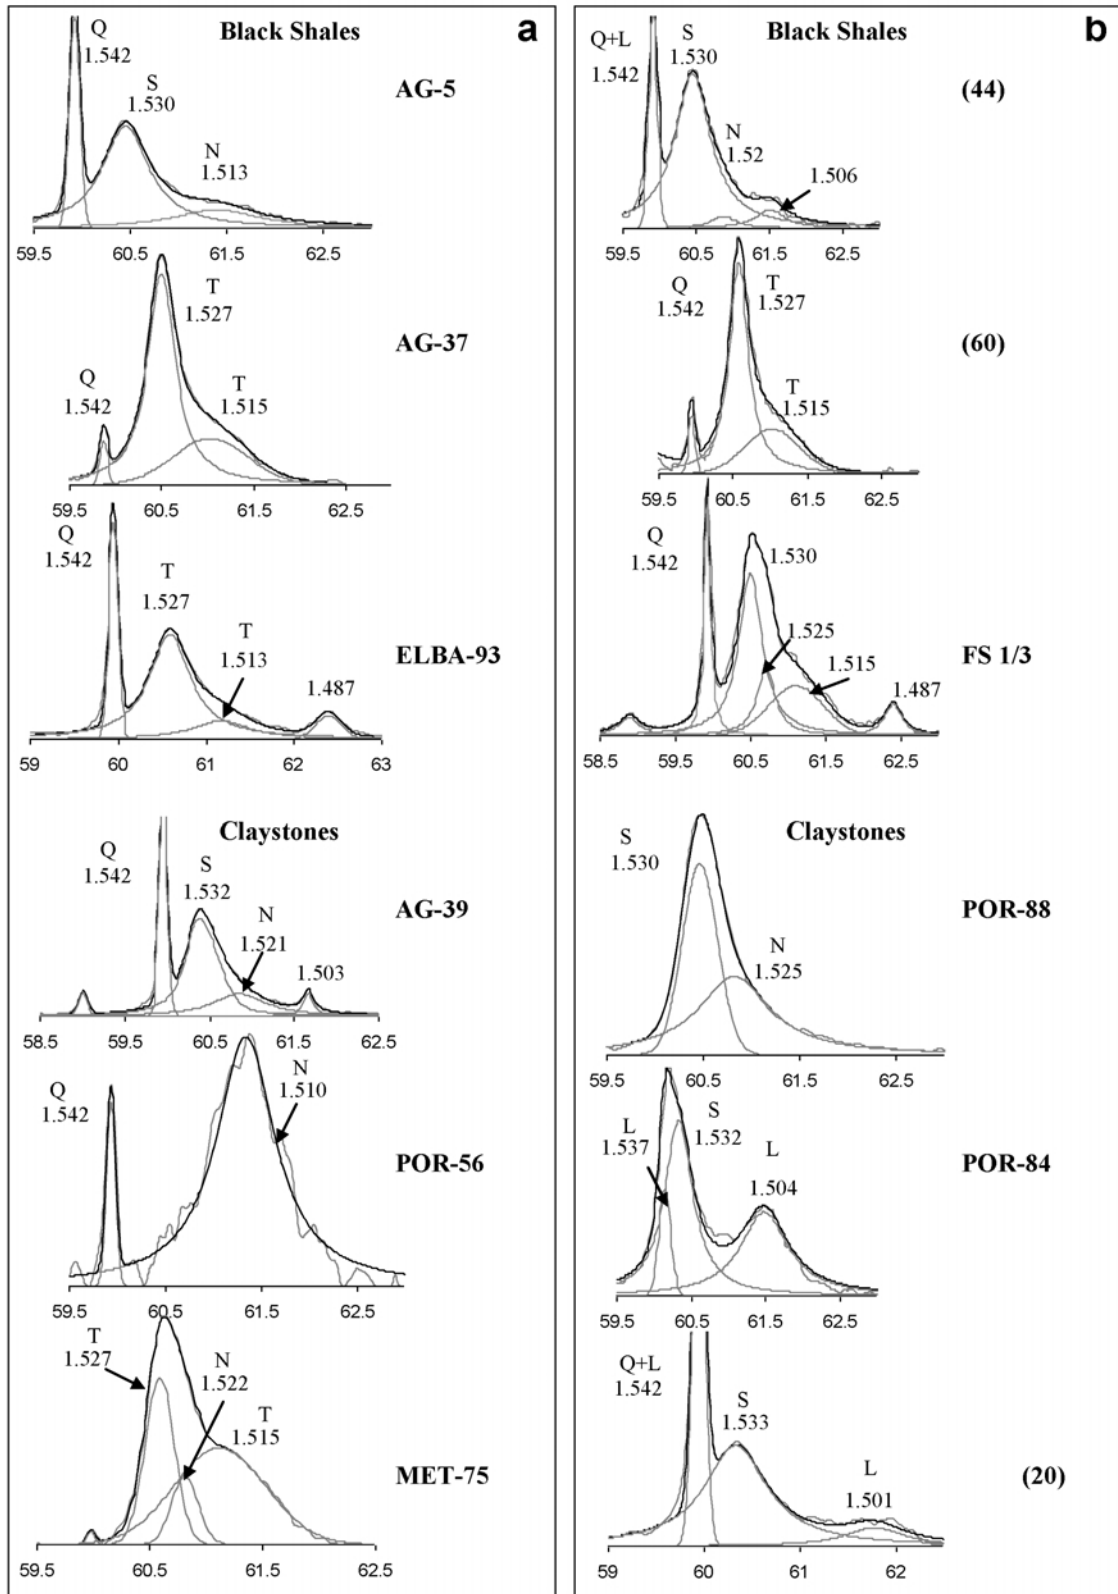 a
Black Shales
Q
1.542
S
1.530
N
1.513
AG-5
59.5 60.5 61.5 62.5
T
1.527
AG-37
Q
1.542
T
1.515
59.5 60.5 61.5 62.5
Q
1.542
T
1.527
T
1.513
ELBA-93
1.487
59 60 61 62 63
Claystones
Q
1.542
S
1.532
N
1.521
AG-39
1.503
58.5 59.5 60.5 61.5 62.5
Q
1.542
N
1.510
POR-56
59.5 60.5 61.5 62.5
T
1.527
N
1.522
T
1.515
MET-75
59.5 60.5 61.5 62.5
b
Black Shales
Q+L
1.542
S
1.530
N
1.52
1.506
(44)
59.5 60.5 61.5 62.5
Q
1.542
T
1.527
(60)
T
1.515
59.5 60.5 61.5 62.5
Q
1.542
1.530
1.525
1.515
FS 1/3
1.487
58.5 59.5 60.5 61.5 62.5
Claystones
S
1.530
POR-88
N
1.525
59.5 60.5 61.5 62.5
L
1.537
S
1.532
L
1.504
POR-84
59.5 60.5 61.5 62.5
Q+L
1.542
S
1.533
L
1.501
(20)
59 60 61 62